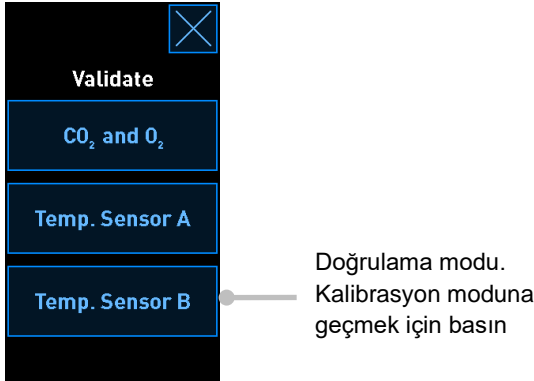 Validate
CO₂ and O₂
Temp. Sensor A
Temp. Sensor B
Doğrulama modu.
Kalibrasyon moduna
geçmek için basın